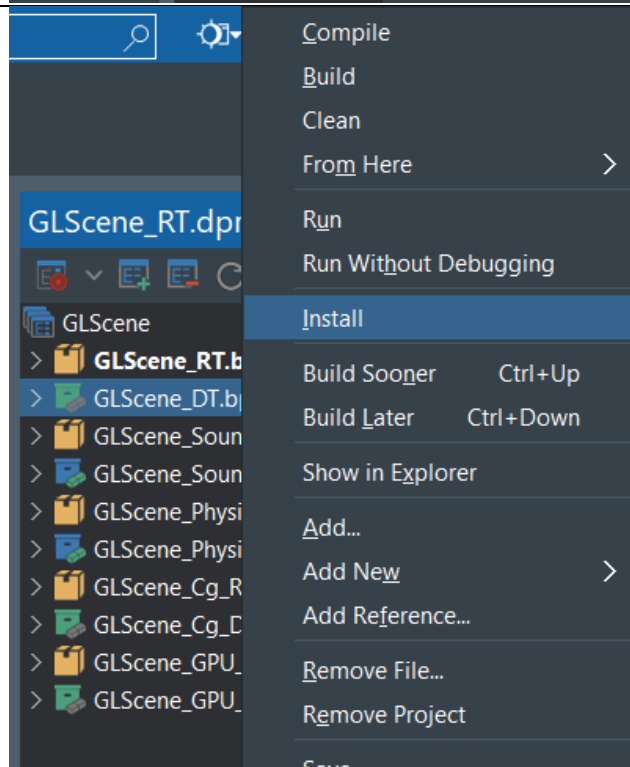 Compile
Build
Clean
From Here
Run
Run Without Debugging
Install
Build Sooner Ctrl+Up
Build Later Ctrl+Down
Show in Explorer
Add...
Add New
Add Reference...
Remove File...
Remove Project
GLScene_RT.dpr
GLScene
GLScene_RT.b
GLScene_DT.bp
GLScene_Soun
GLScene_Soun
GLScene_Physi
GLScene_Physi
GLScene_Cg_R
GLScene_Cg_D
GLScene_GPU_
GLScene_GPU_